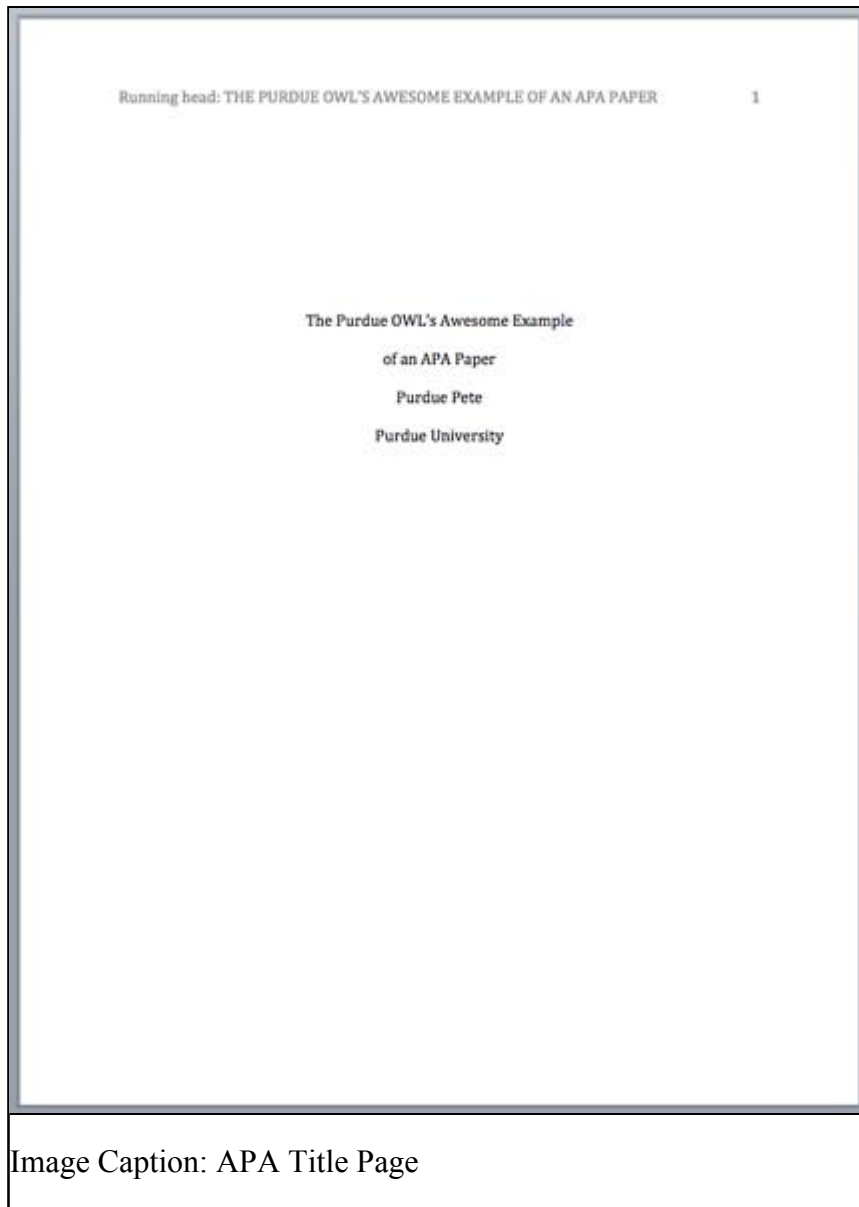 Running head: THE PURDUE OWL'S AWESOME EXAMPLE OF AN APA PAPER 1
The Purdue OWL's Awesome Example
of an APA Paper
Purdue Pete
Purdue University
Image Caption: APA Title Page